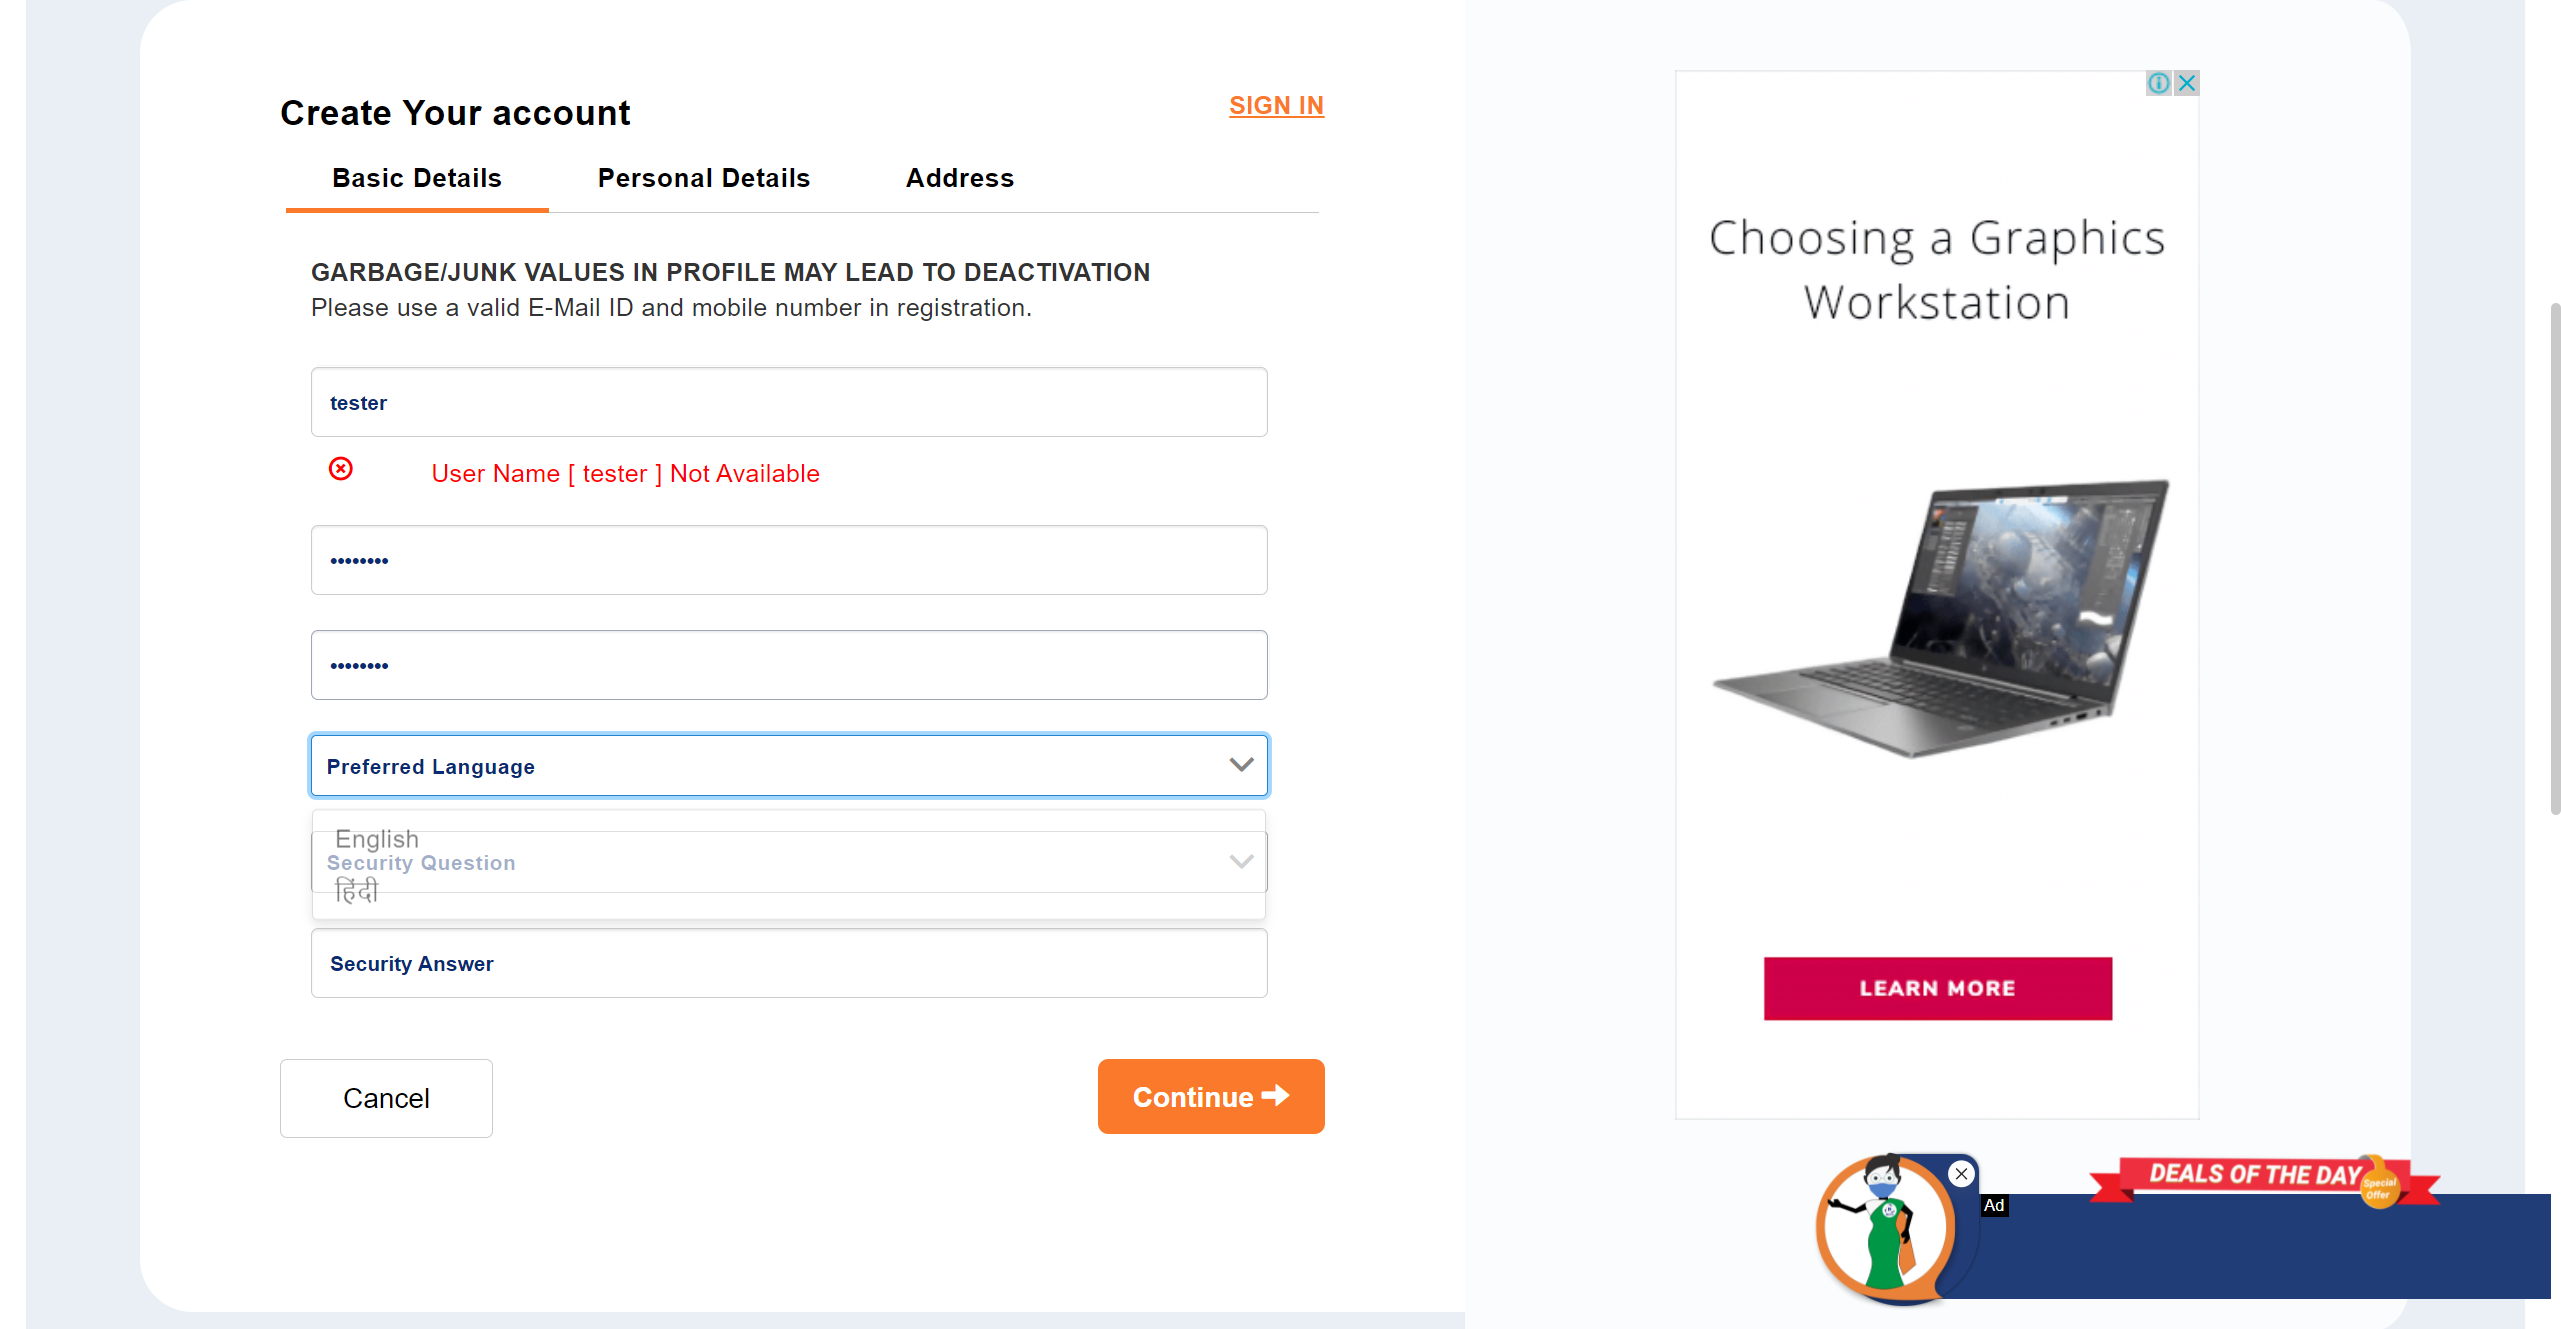 Create Your account
SIGN IN
Basic Details
Personal Details
Address
GARBAGE/JUNK VALUES IN PROFILE MAY LEAD TO DEACTIVATION
Please use a valid E-Mail ID and mobile number in registration.
tester
User Name [ tester ] Not Available
••••••••
••••••••
Preferred Language
English
Security Question
हिंदी
Security Answer
Cancel
Continue
Choosing a Graphics
Workstation
LEARN MORE
DEALS OF THE DAY
Special
Offer
Ad